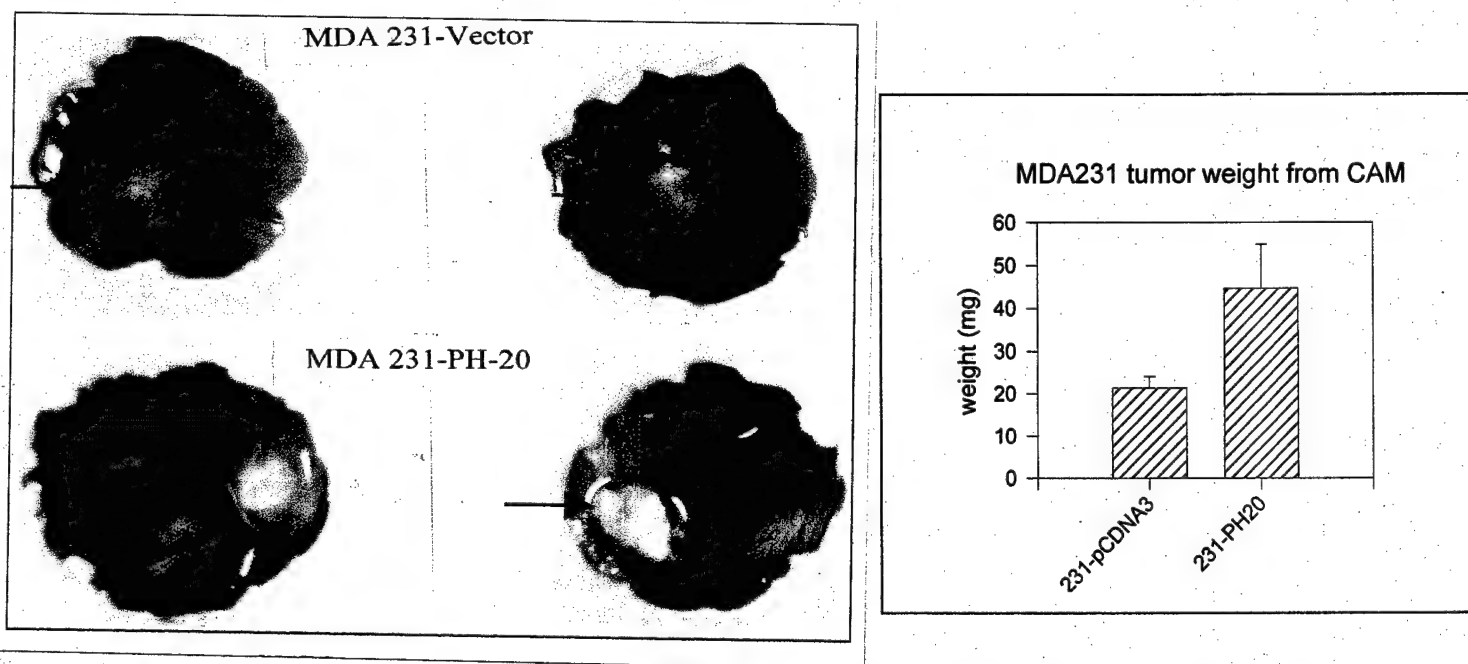 MDA 231-Vector
MDA 231-PH-20
MDA231 tumor weight from CAM
60
50
40
30
20
10
0
weight (mg)
231-pCDNA3
231-PH20